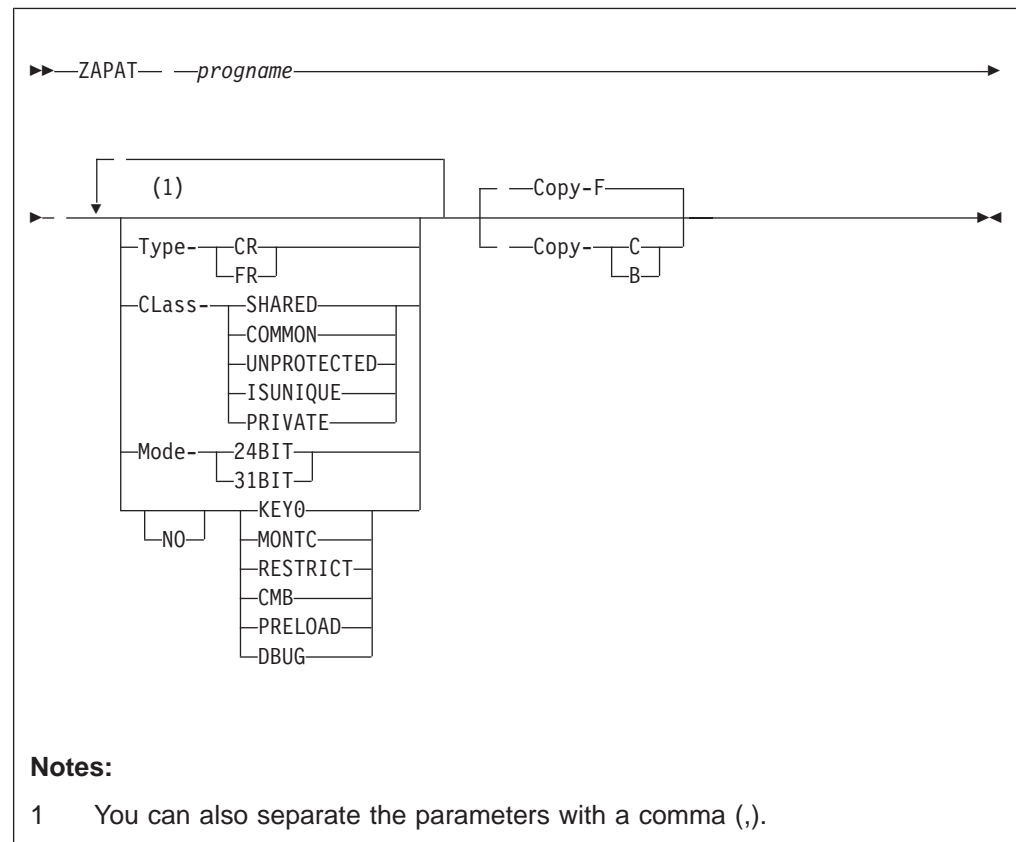 ZAPAT progname
(1)
Copy-F
Type- CR
Copy- C
FR
B
CLass- SHARED
COMMON
UNPROTECTED
ISUNIQUE
PRIVATE
Mode- 24BIT
31BIT
KEY0
NO MONTC
RESTRICT
CMB
PRELOAD
DBUG
Notes:
1 You can also separate the parameters with a comma (,).